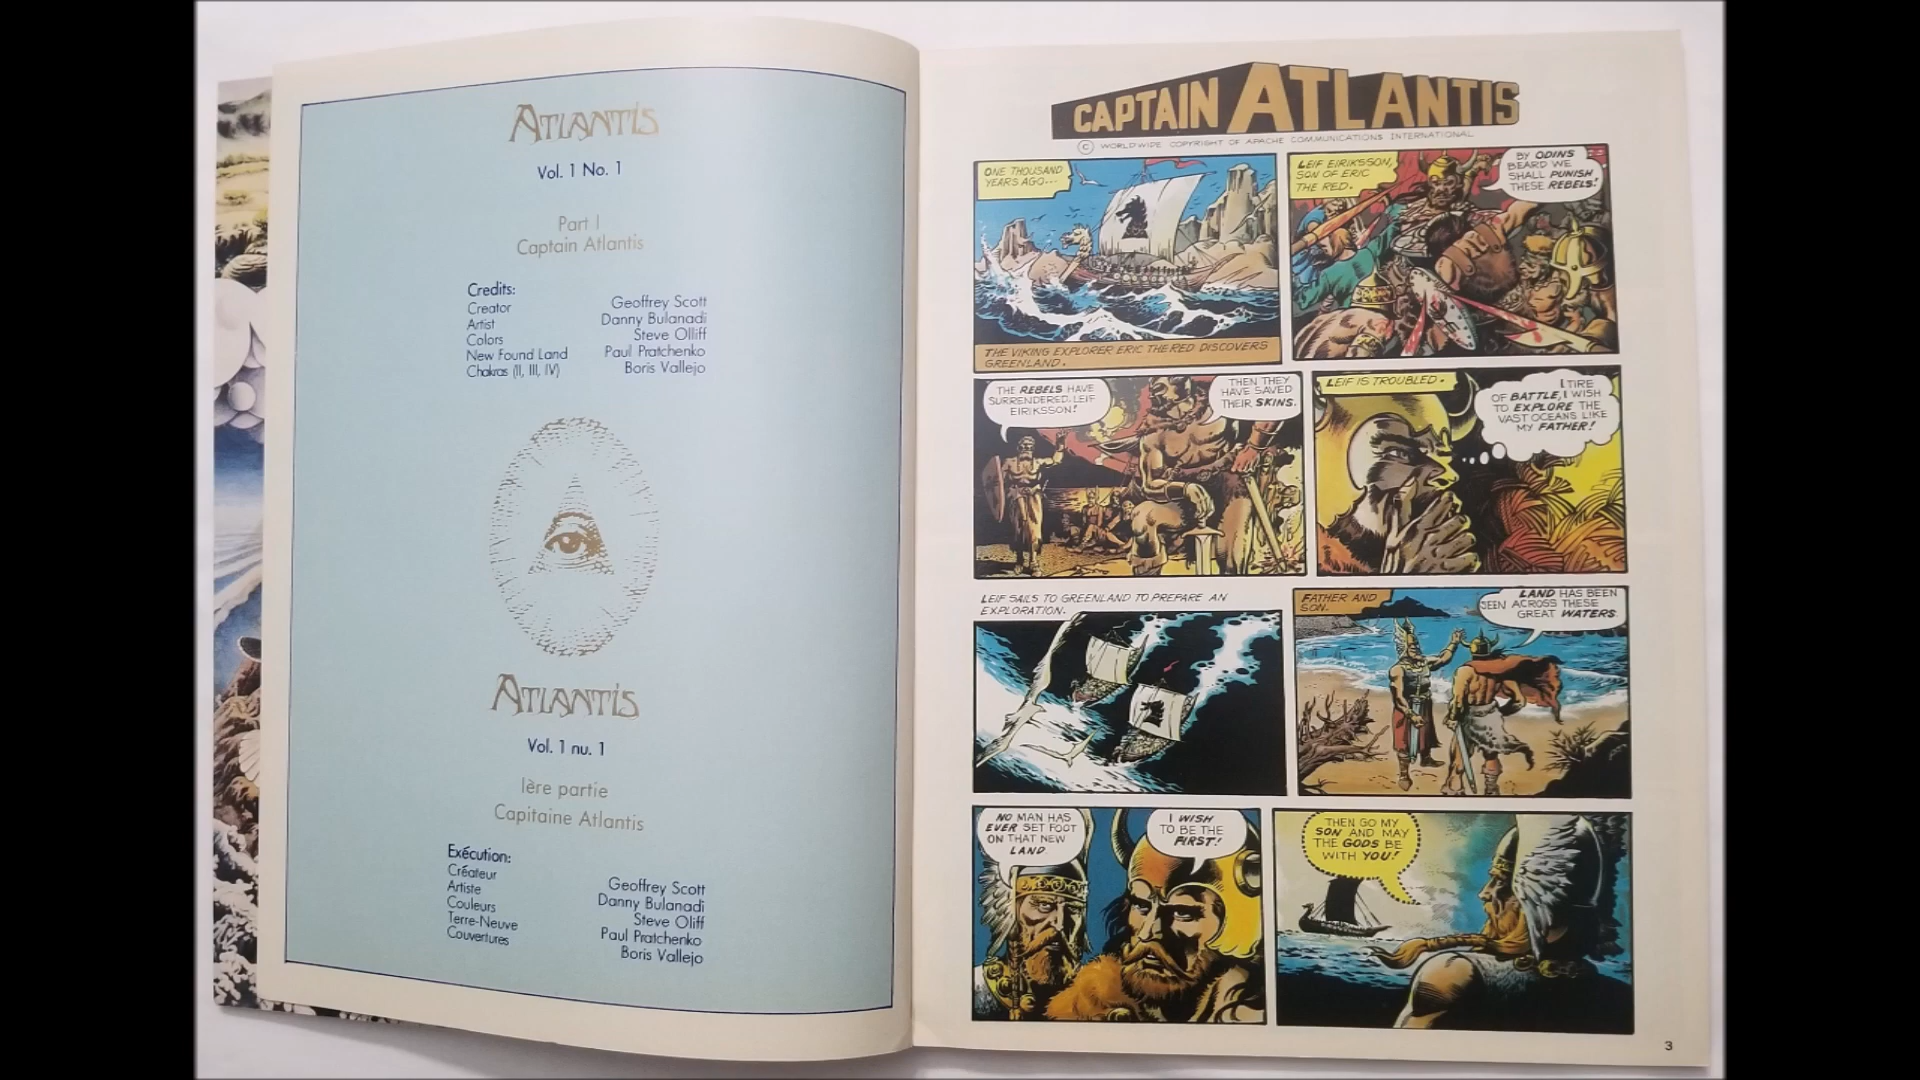 ATLANTIS
Vol. 1 No. 1
Part I
Captain Atlantis
Credits:
Creator Geoffrey Scott
Artist Danny Bulanadi
Colors Steve Olliff
New Found Land Paul Pratchenko
Chakras (II, III, IV) Boris Vallejo
ATLANTIS
Vol. 1 nu. 1
Ière partie
Capitaine Atlantis
Exécution:
Créateur Geoffrey Scott
Artiste Danny Bulanadi
Couleurs Steve Oliff
Terre-Neuve Paul Pratchenko
Couvertures Boris Vallejo
CAPTAIN ATLANTIS
© WORLDWIDE COPYRIGHT OF APACHE COMMUNICATIONS INTERNATIONAL
ONE THOUSAND
YEARS AGO...
THE VIKING EXPLORER ERIC THE RED DISCOVERS
GREENLAND.
LEIF EIRIKSSON,
SON OF ERIC
THE RED.
BY ODINS
BEARD WE
SHALL PUNISH
THESE REBELS!
THE REBELS HAVE
SURRENDERED, LEIF
EIRIKSSON!
THEN THEY
HAVE SAVED
THEIR SKINS.
LEIF IS TROUBLED.
I TIRE
OF BATTLE, I WISH
TO EXPLORE THE
VAST OCEANS LIKE
MY FATHER!
LEIF SAILS TO GREENLAND TO PREPARE AN
EXPLORATION.
FATHER AND
SON.
LAND HAS BEEN
SEEN ACROSS THESE
GREAT WATERS.
NO MAN HAS
EVER SET FOOT
ON THAT NEW
LAND.
I WISH
TO BE THE
FIRST!
THEN GO MY
SON AND MAY
THE GODS BE
WITH YOU!
3